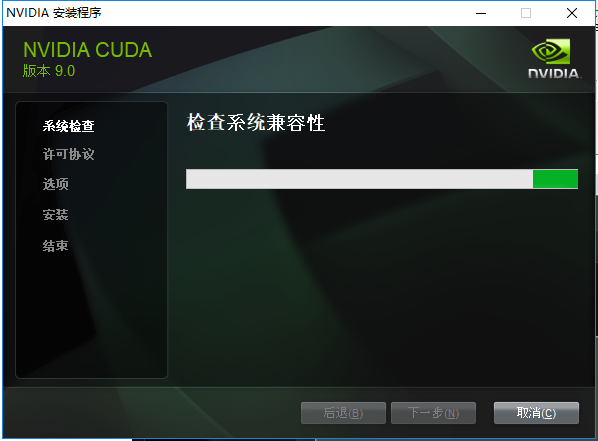 NVIDIA 安装程序
NVIDIA CUDA
版本 9.0
NVIDIA.
系统检查
许可协议
选项
安装
结束
检查系统兼容性
后退(B)
下一步(N)
取消(C)